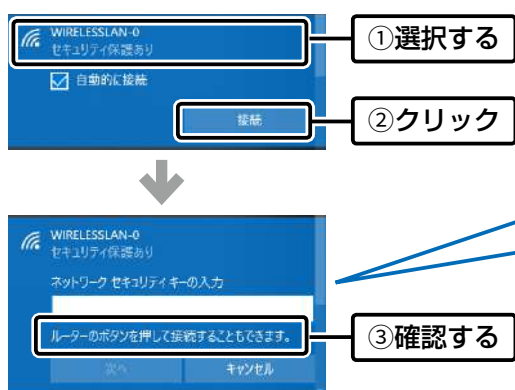 WIRELESSLAN-0
セキュリティ保護あり
自動的に接続
接続
①選択する
②クリック
WIRELESSLAN-0
セキュリティ保護あり
ネットワーク セキュリティ キーの入力
ルーターのボタンを押して接続することもできます。
次へ
キャンセル
③確認する